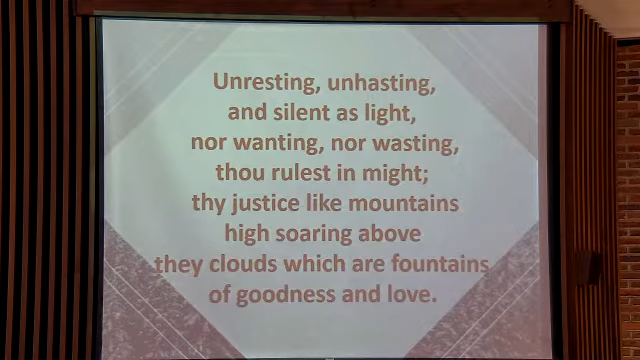 Unresting, unhasting,
and silent as light,
nor wanting, nor wasting,
thou rulest in might;
thy justice like mountains
high soaring above
they clouds which are fountains
of goodness and love.